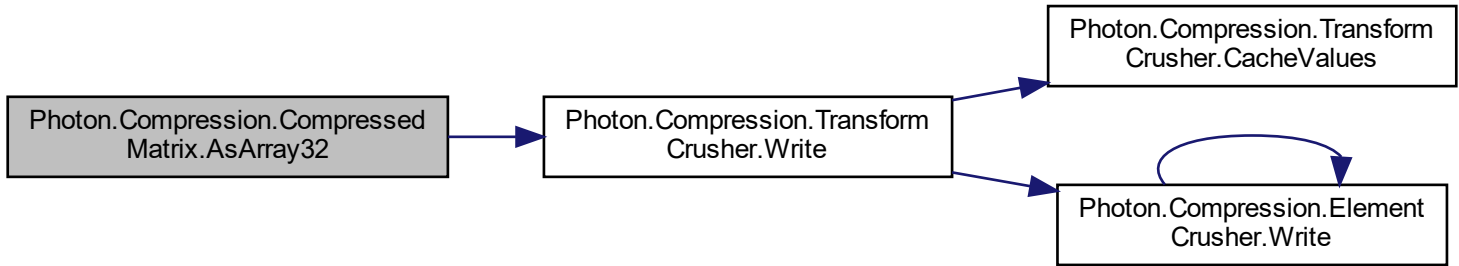 Photon.Compression.Compressed
Matrix.AsArray32
Photon.Compression.Transform
Crusher.Write
Photon.Compression.Transform
Crusher.CacheValues
Photon.Compression.Element
Crusher.Write